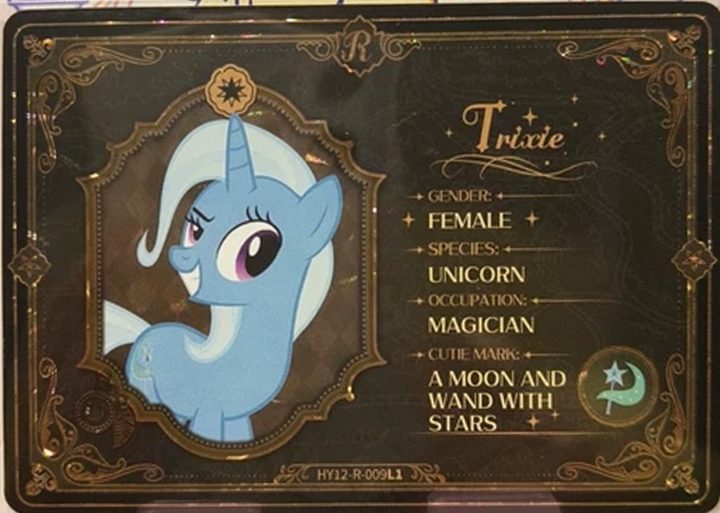 R
Trixie
GENDER:
FEMALE
SPECIES:
UNICORN
OCCUPATION:
MAGICIAN
CUTIE MARK:
A MOON AND
WAND WITH
STARS
HY12-R-009L1